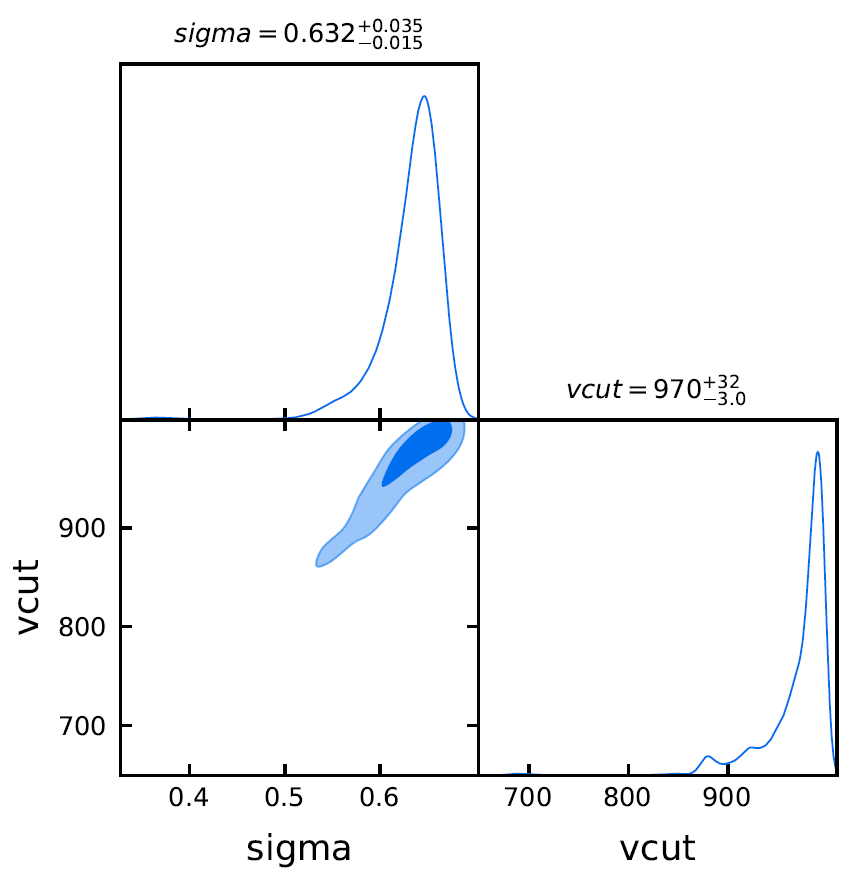 sigma = 0.632^{+0.035}_{−0.015}
vcut = 970^{+32}_{−3.0}
vcut
900
800
700
0.4 0.5 0.6
700 800 900
sigma
vcut